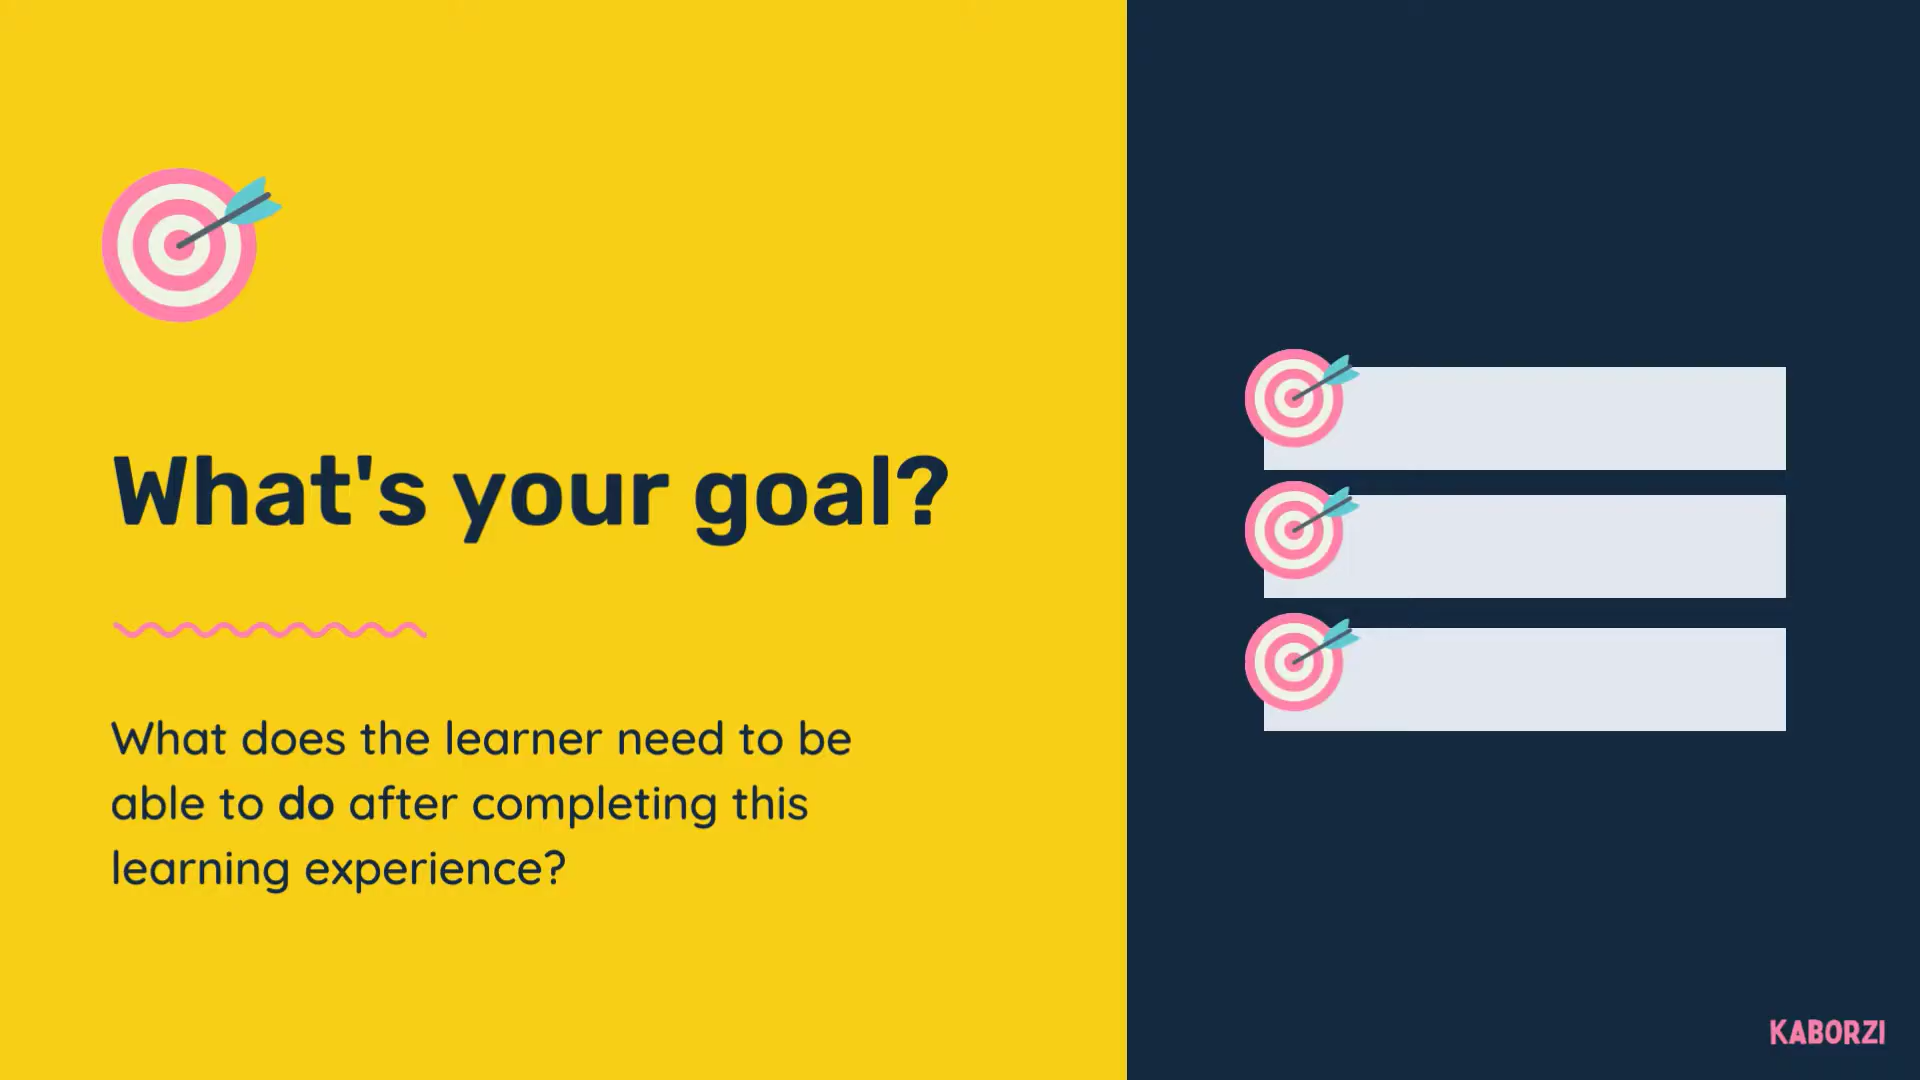 What's your goal?
What does the learner need to be
able to do after completing this
learning experience?
KABORZI